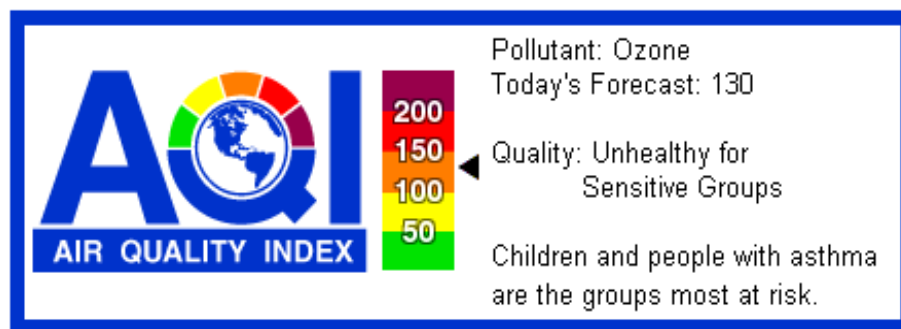 AQI
AIR QUALITY INDEX
200
150
100
50
Pollutant: Ozone
Today's Forecast: 130
Quality: Unhealthy for
Sensitive Groups
Children and people with asthma
are the groups most at risk.